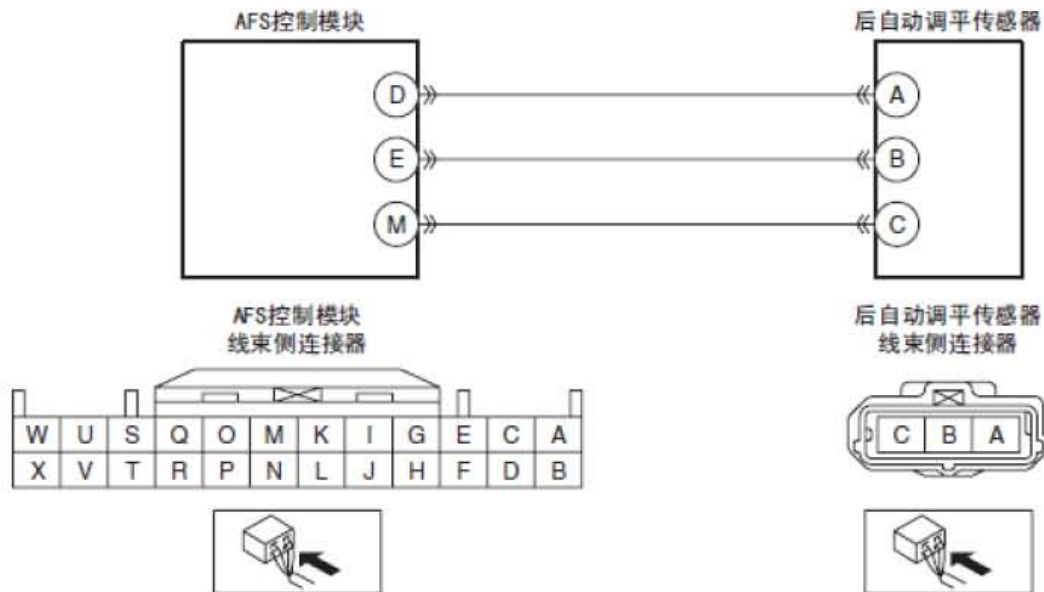 AFS控制模块
后自动调平传感器
D
A
E
B
M
C
AFS控制模块
线束侧连接器
后自动调平传感器
线束侧连接器
W U S Q O M K I G E C A
X V T R P N L J H F D B
C B A